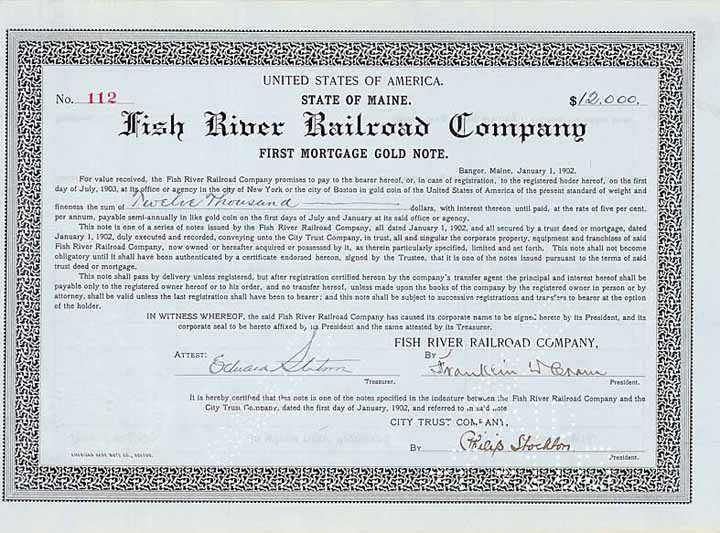 UNITED STATES OF AMERICA.
No. 112 STATE OF MAINE. $12,000.
Fish River Railroad Company
FIRST MORTGAGE GOLD NOTE.
Bangor, Maine, January 1, 1902.
For value received, the Fish River Railroad Company promises to pay to the bearer hereof, or, in case of registration, to the registered hoder hereof, on the first
day of July, 1903, at its office or agency in the city of New York or the city of Boston in gold coin of the United States of America of the present standard of weight and
fineness the sum of Twelve Thousand dollars, with interest thereon until paid, at the rate of five per cent.
per annum, payable semi-annually in like gold coin on the first days of July and January at its said office or agency.
This note is one of a series of notes issued by the Fish River Railroad Company, all dated January 1, 1902, and all secured by a trust deed or mortgage, dated
January 1, 1902, duly executed and recorded, conveying unto the City Trust Company, in trust, all and singular the corporate property, equipment and franchises of said
Fish River Railroad Company, now owned or hereafter acquired or possessed by it, as therein particularly specified, limited and set forth. This note shall not become
obligatory until it shall have been authenticated by a certificate endorsed hereon, signed by the Trustee, that it is one of the notes issued pursuant to the terms of said
trust deed or mortgage.
This note shall pass by delivery unless registered, but after registration certified hereon by the company's transfer agent the principal and interest hereof shall be
payable only to the registered owner hereof or to his order, and no transfer hereof, unless made upon the books of the company by the registered owner in person or by
attorney, shall be valid unless the last registration shall have been to bearer; and this note shall be subject to successive registrations and transfers to bearer at the option
of the holder.
IN WITNESS WHEREOF, the said Fish River Railroad Company has caused its corporate name to be signed hereto by its President, and its
corporate seal to be hereto affixed by its President and the same attested by its Treasurer.
FISH RIVER RAILROAD COMPANY,
ATTEST: Edward Stetson BY Franklin W Cram
Treasurer. President.
It is hereby certified that this note is one of the notes specified in the indenture between the Fish River Railroad Company and the
City Trust Company, dated the first day of January, 1902, and referred to in said note
CITY TRUST COMPANY,
BY Philip Stockton
AMERICAN BANK NOTE CO., BOSTON. President.